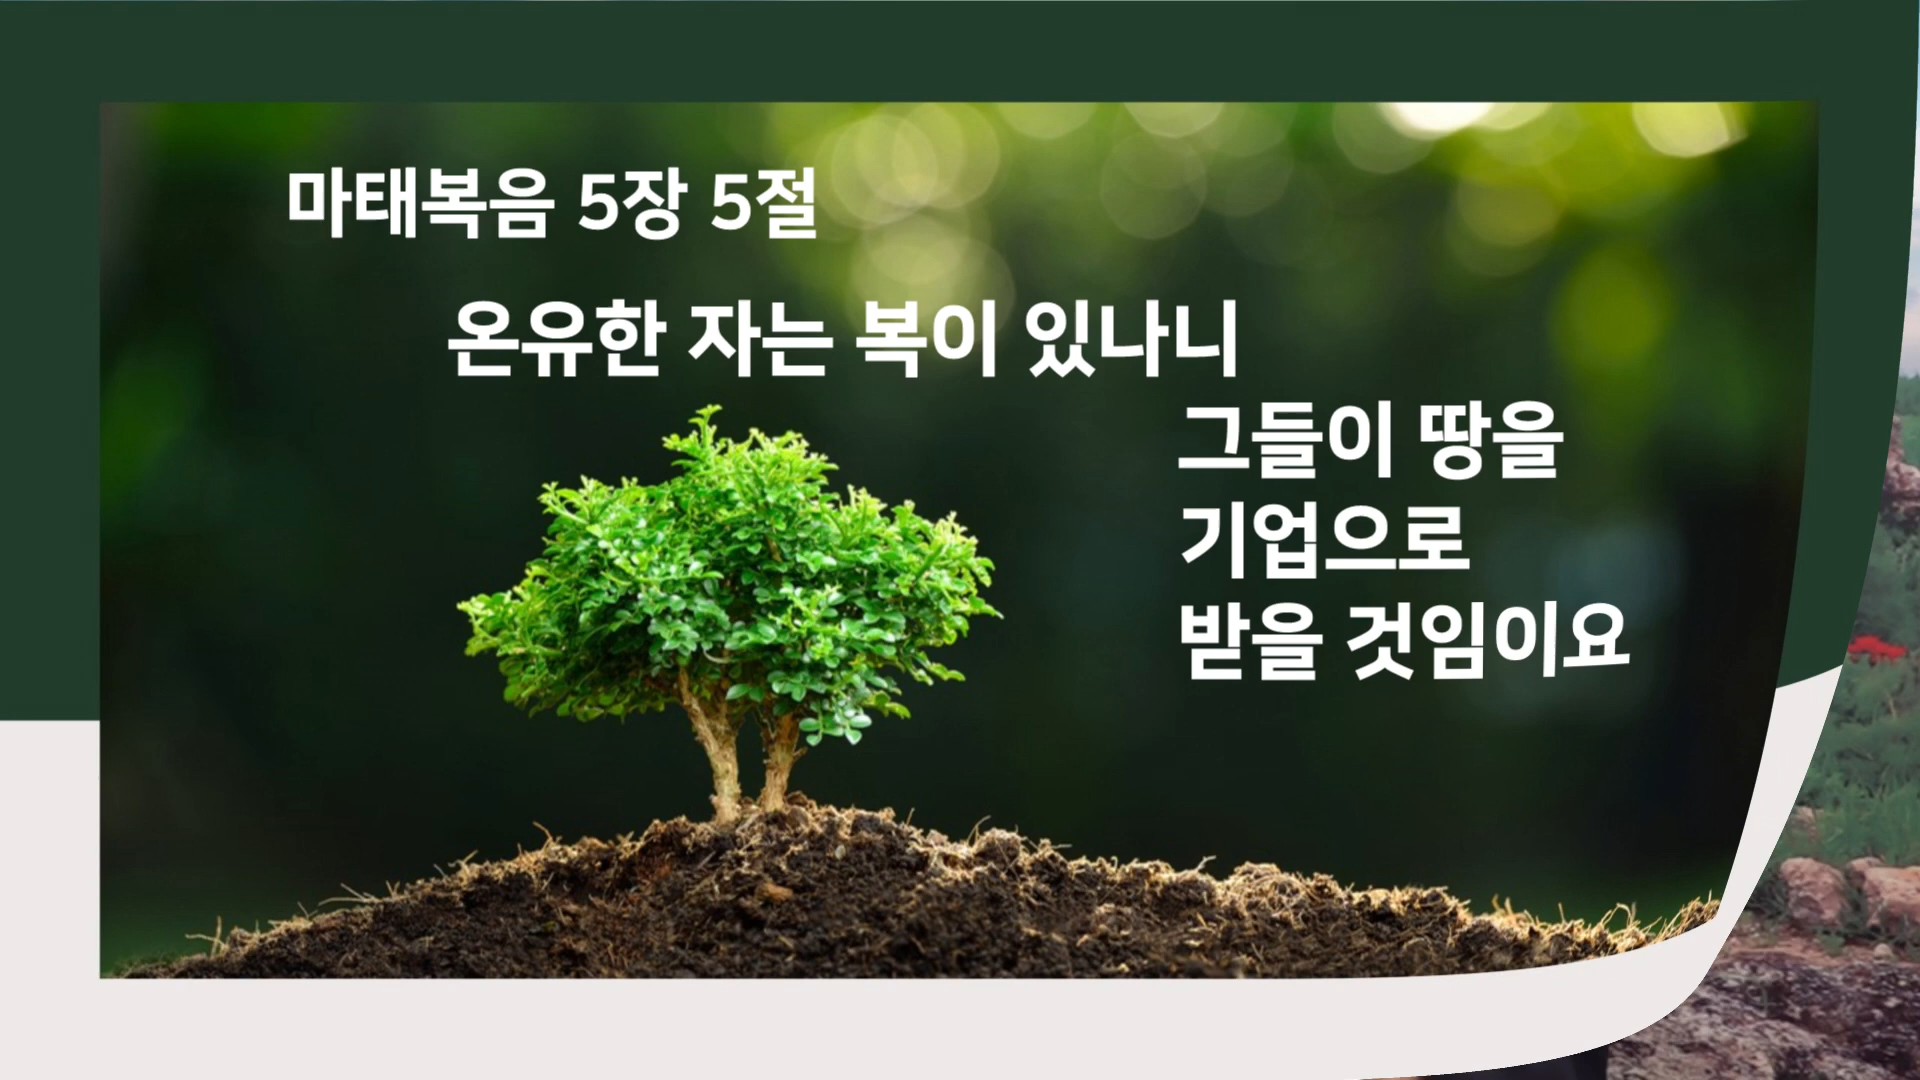 마태복음 5장 5절
온유한 자는 복이 있나니
그들이 땅을
기업으로
받을 것임이요